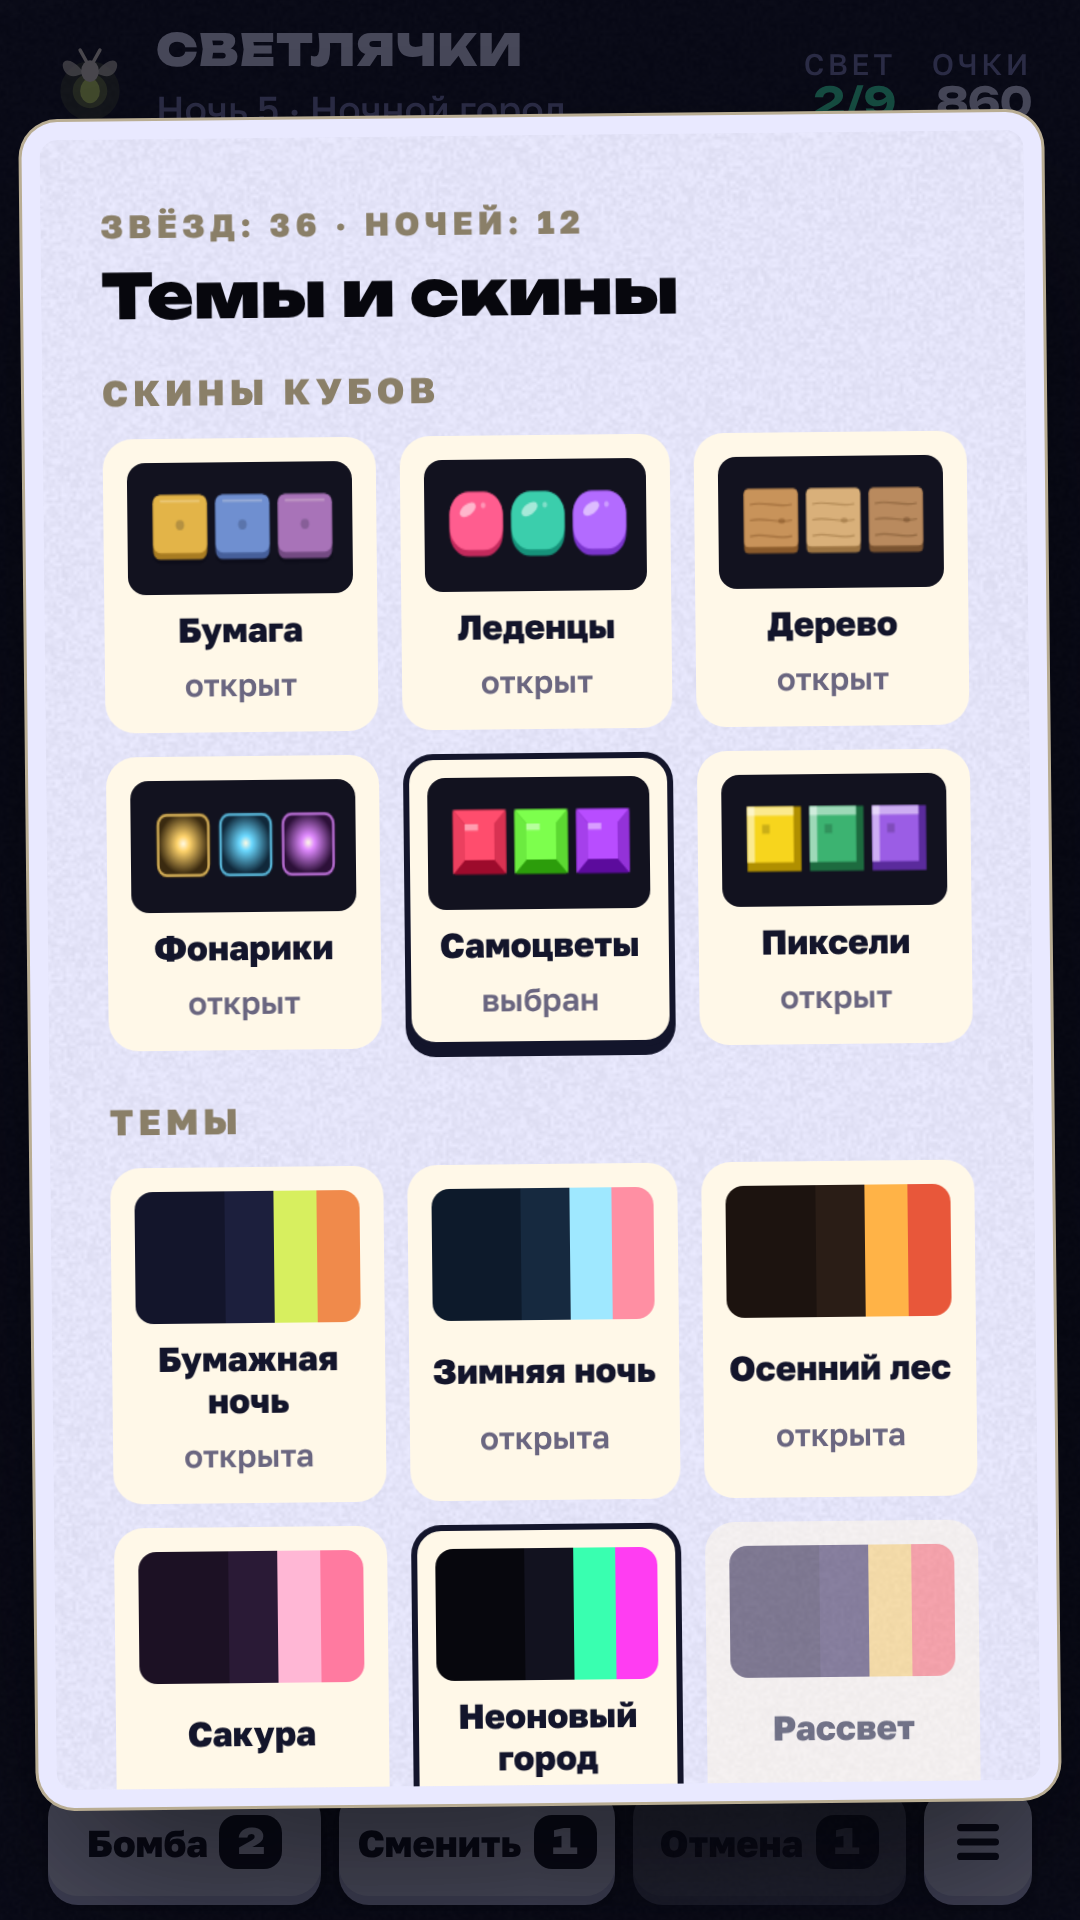 СВЕТЛЯЧКИ
Ночь 5 · Ночной город
СВЕТ ОЧКИ
2/9 860
ЗВЁЗД: 36 · НОЧЕЙ: 12
Темы и скины
СКИНЫ КУБОВ
Бумага
открыт
Леденцы
открыт
Дерево
открыт
Фонарики
открыт
Самоцветы
выбран
Пиксели
открыт
ТЕМЫ
Бумажная
ночь
открыта
Зимняя ночь
открыта
Осенний лес
открыта
Сакура
Неоновый
город
Рассвет
Бомба 2
Сменить 1
Отмена 1